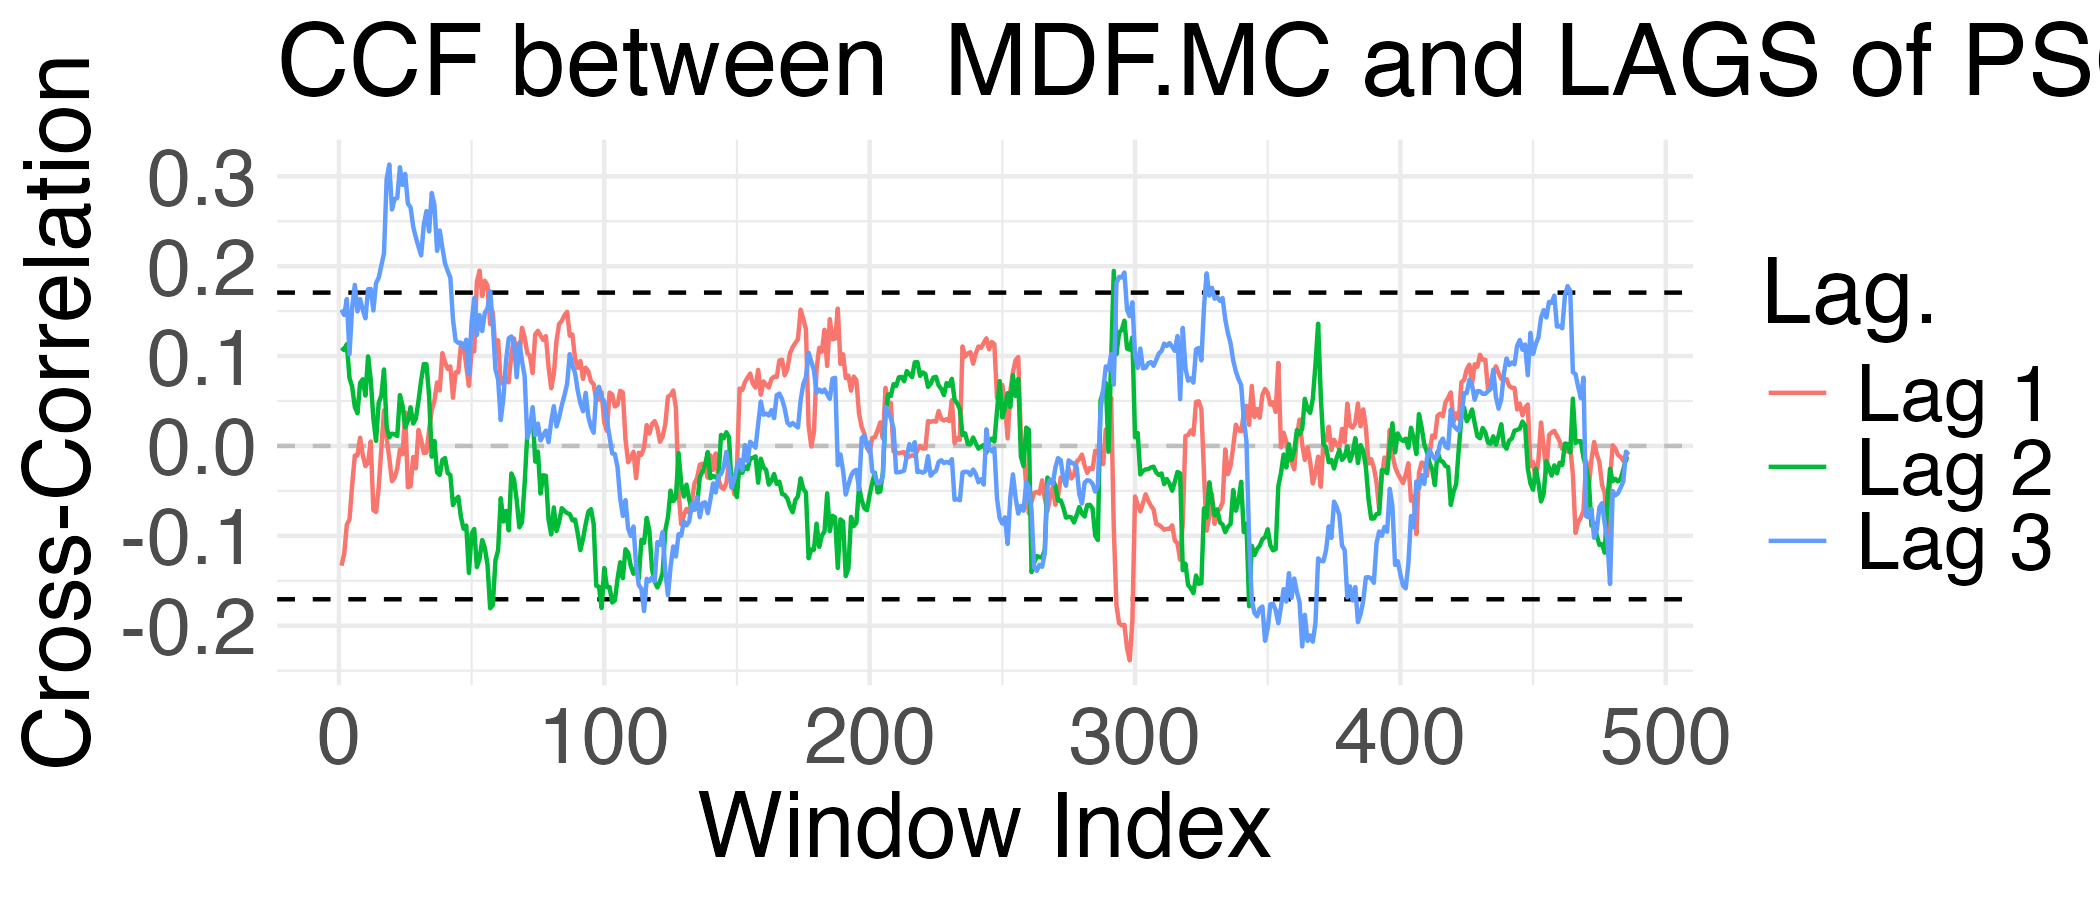 CCF between  MDF.MC and LAGS of PS
Cross-Correlation
0.3
0.2
0.1
0.0
-0.1
-0.2
0 100 200 300 400 500
Window Index
Lag.
Lag 1
Lag 2
Lag 3